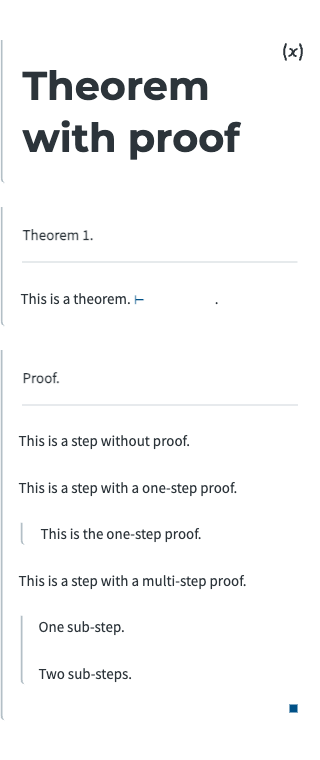 (x)
Theorem
with proof
Theorem 1.
This is a theorem. ⊢ .
Proof.
This is a step without proof.
This is a step with a one-step proof.
This is the one-step proof.
This is a step with a multi-step proof.
One sub-step.
Two sub-steps.
■